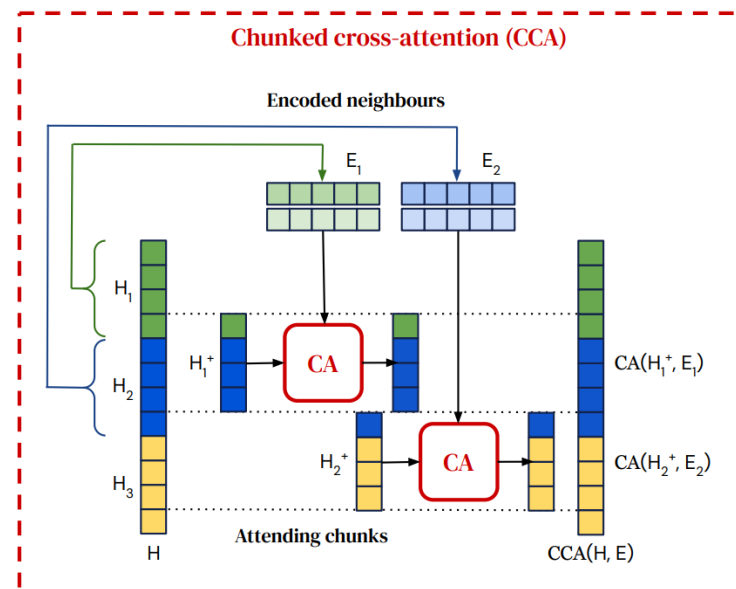 Chunked cross-attention (CCA)
Encoded neighbours
E₁
E₂
H₁
H₁⁺
CA
CA(H₁⁺, E₁)
H₂
H₂⁺
CA
CA(H₂⁺, E₂)
H₃
Attending chunks
H
CCA(H, E)